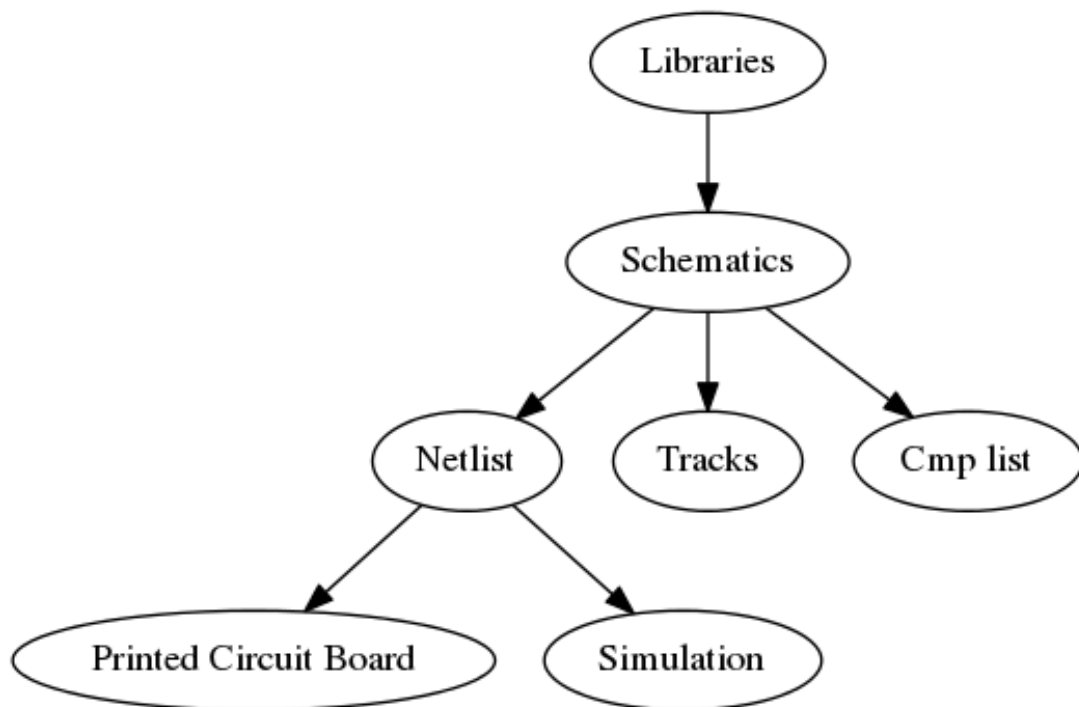 Libraries
Schematics
Netlist
Tracks
Cmp list
Printed Circuit Board
Simulation